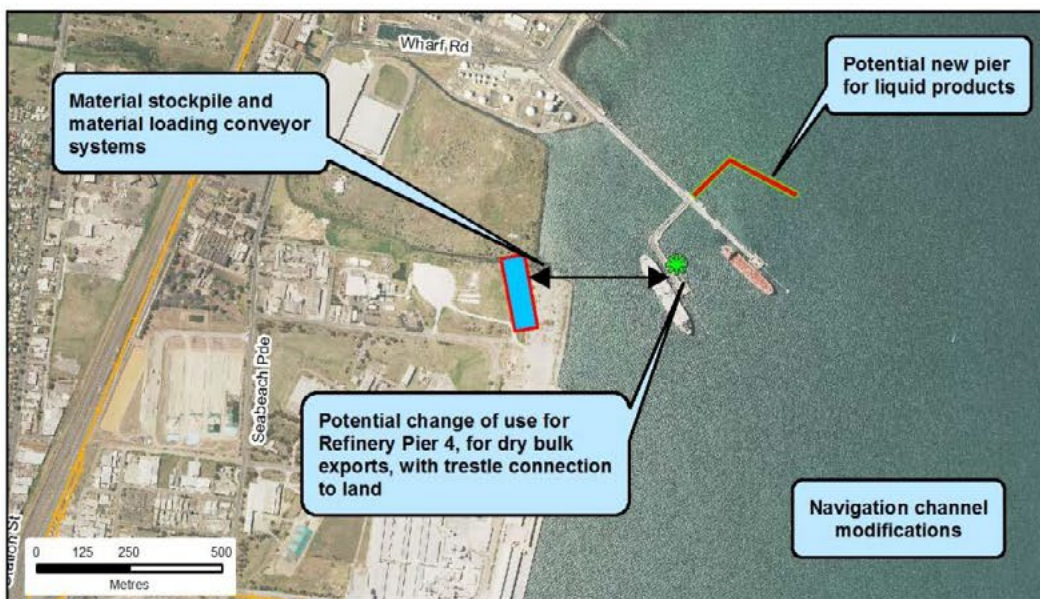 Wharf Rd
Potential new pier
for liquid products
Material stockpile and
material loading conveyor
systems
Seabeach Pde
Potential change of use for
Refinery Pier 4, for dry bulk
exports, with trestle connection
to land
Navigation channel
modifications
Station St
0 125 250 500
Metres